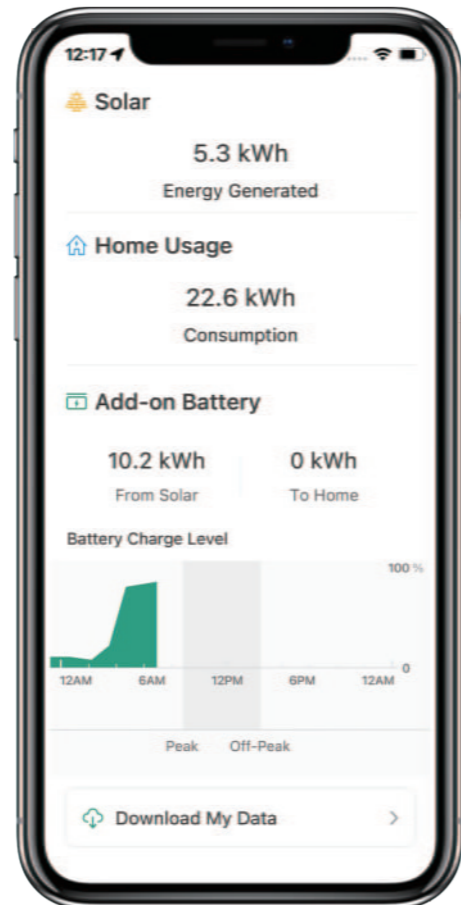 12:17
Solar
5.3 kWh
Energy Generated
Home Usage
22.6 kWh
Consumption
Add-on Battery
10.2 kWh 0 kWh
From Solar To Home
Battery Charge Level
100 %
0
12AM 6AM 12PM 6PM 12AM
Peak Off-Peak
Download My Data